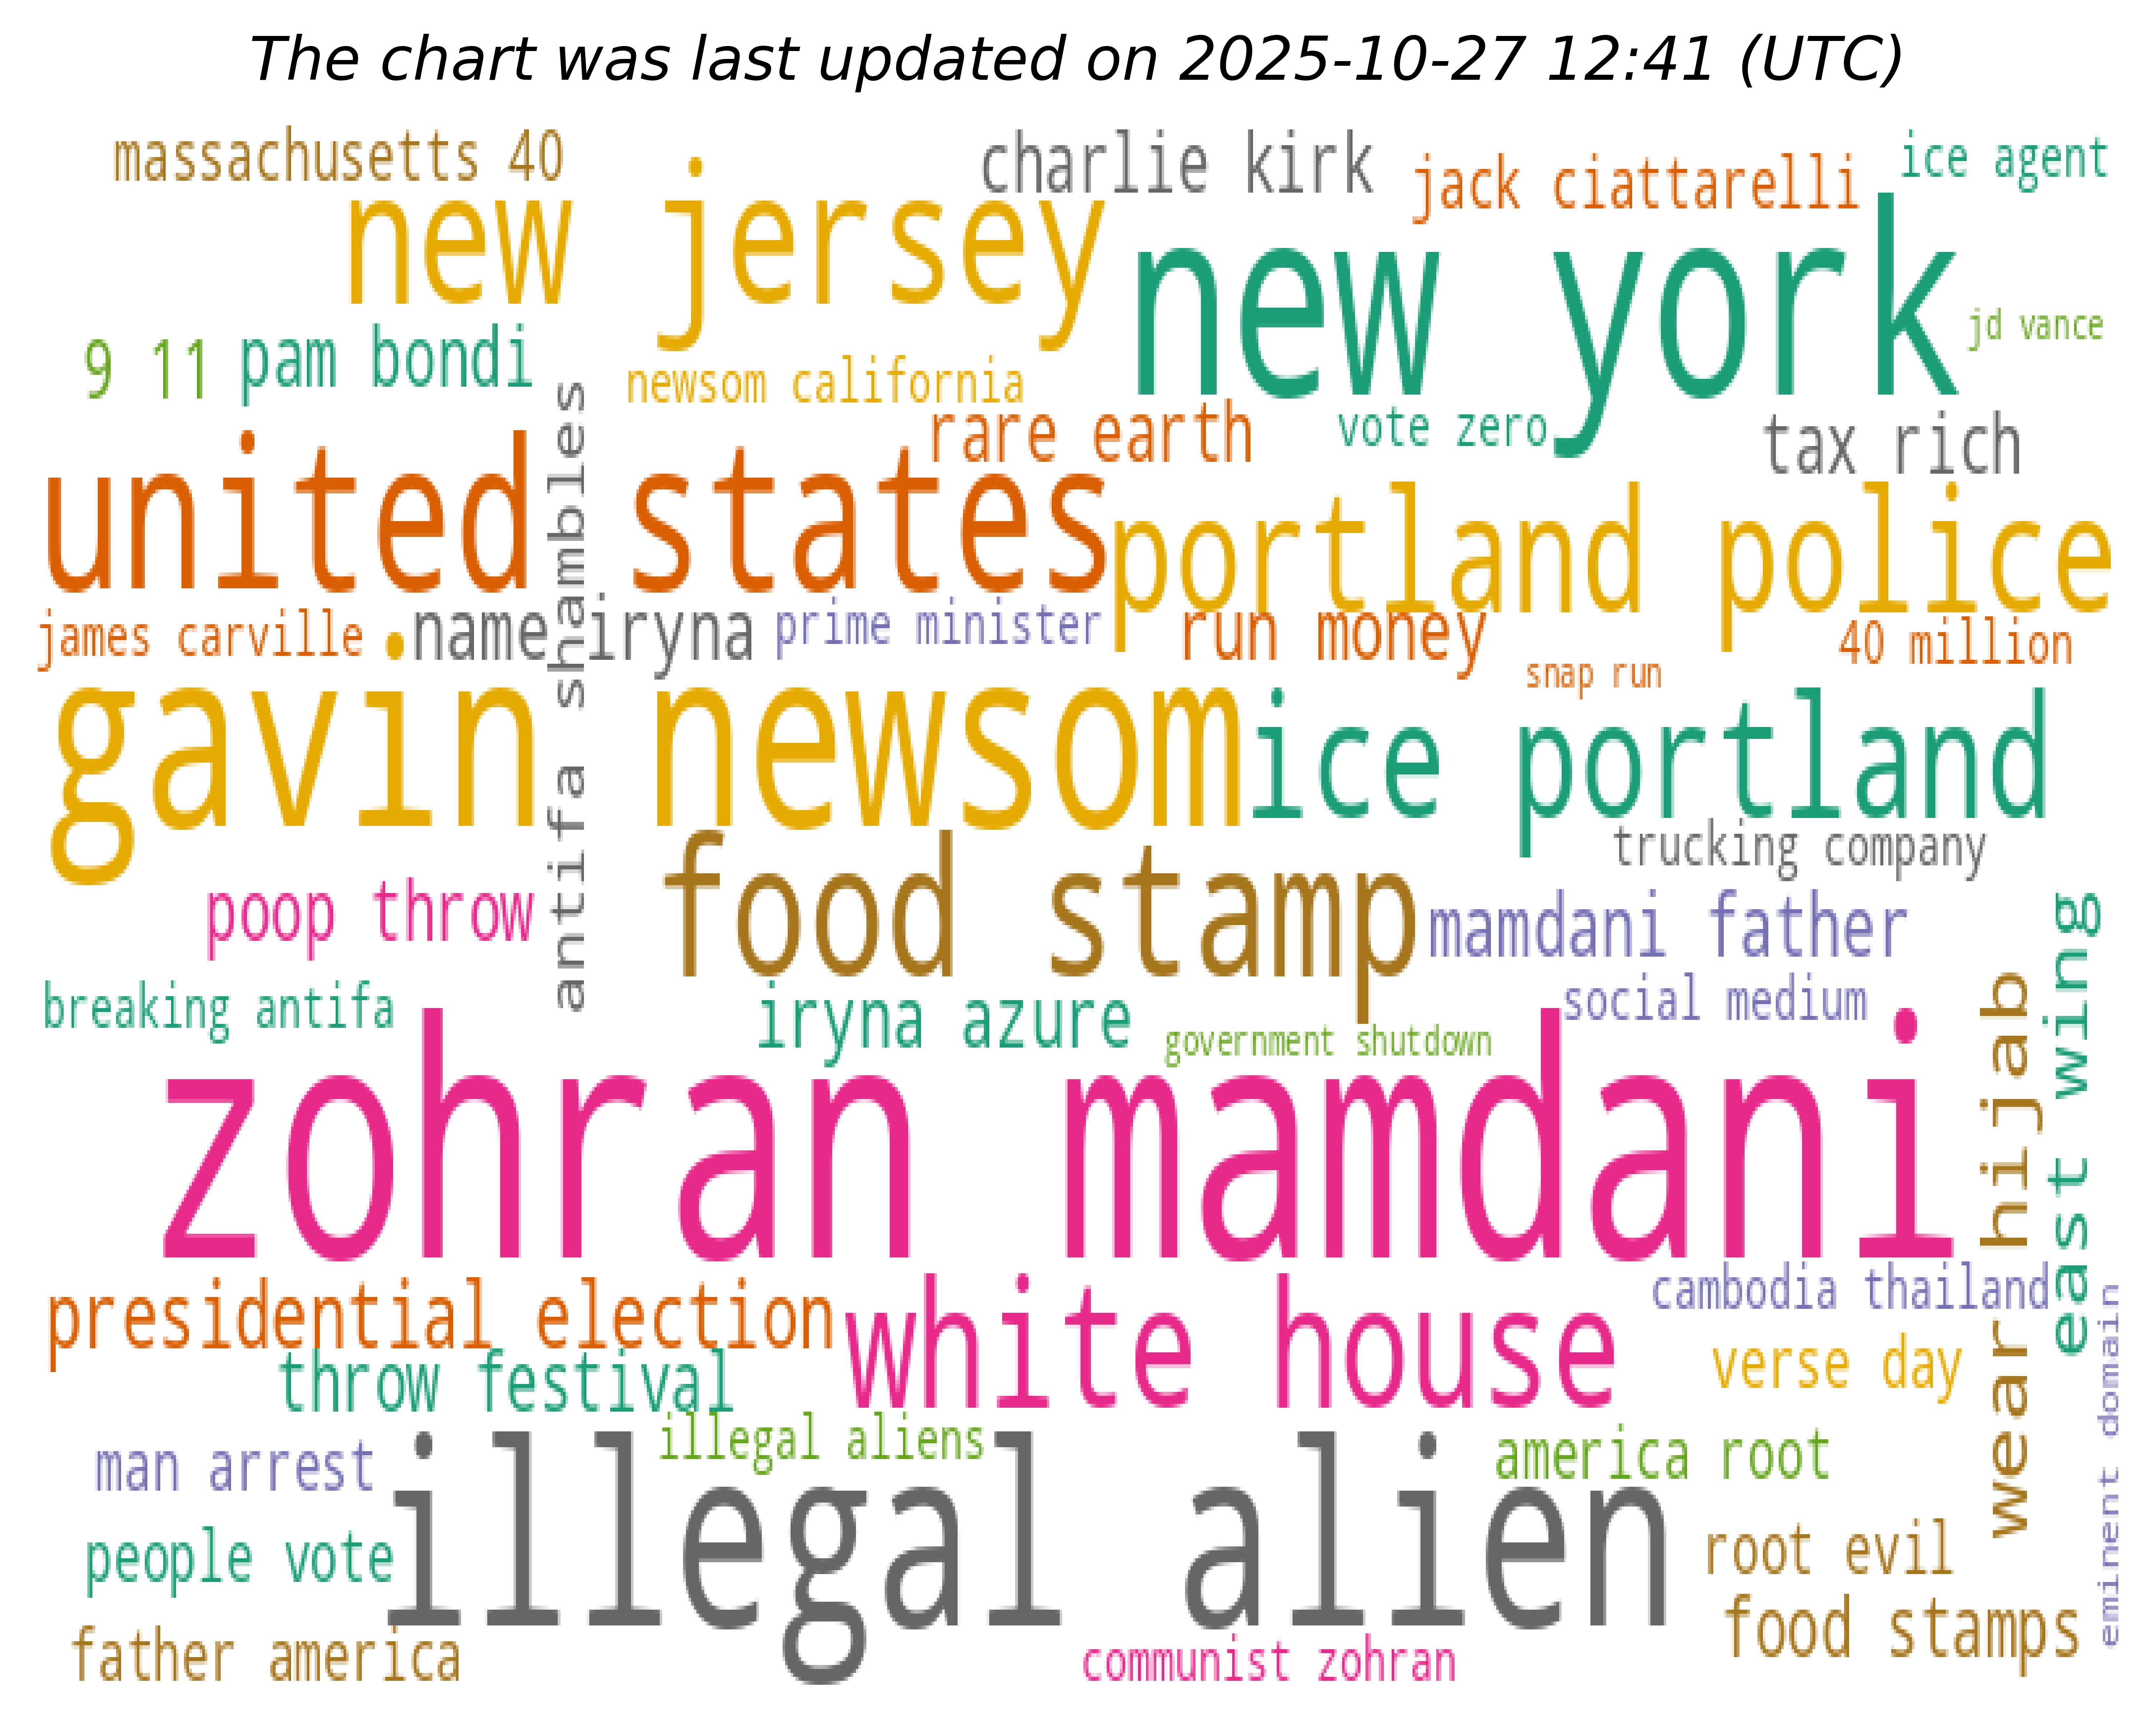 The chart was last updated on 2025-10-27 12:41 (UTC)
massachusetts 40
charlie kirk
jack ciattarelli
ice agent
new jersey
new york
jd vance
9 11
pam bondi
newsom california
rare earth
vote zero
tax rich
united states
antifa shambles
portland police
james carville
name iryna
prime minister
run money
40 million
snap run
gavin newsom
ice portland
trucking company
poop throw
food stamp
mamdani father
east wing
breaking antifa
iryna azure
government shutdown
social medium
wear hijab
zohran mamdani
presidential election
white house
cambodia thailand
throw festival
verse day
eminent domain
man arrest
illegal aliens
america root
illegal alien
people vote
root evil
father america
communist zohran
food stamps